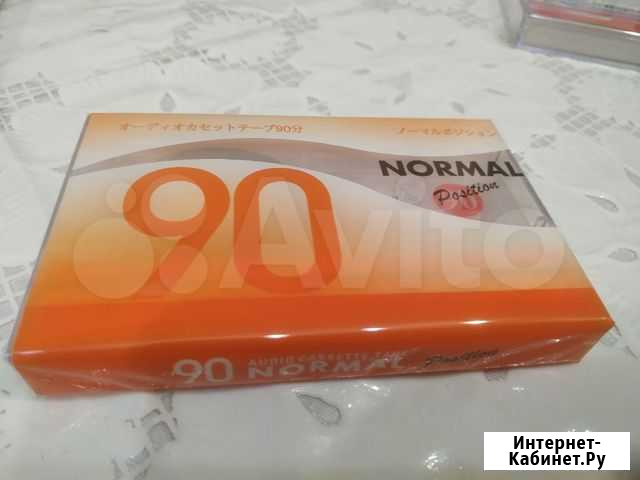 オーディオカセットテープ90分
ノーマルポジション
NORMAL
Position
90
90
Avito
90 AUDIO CASSETTE TAPE
NORMAL Position
Интернет-
Кабинет.Ру